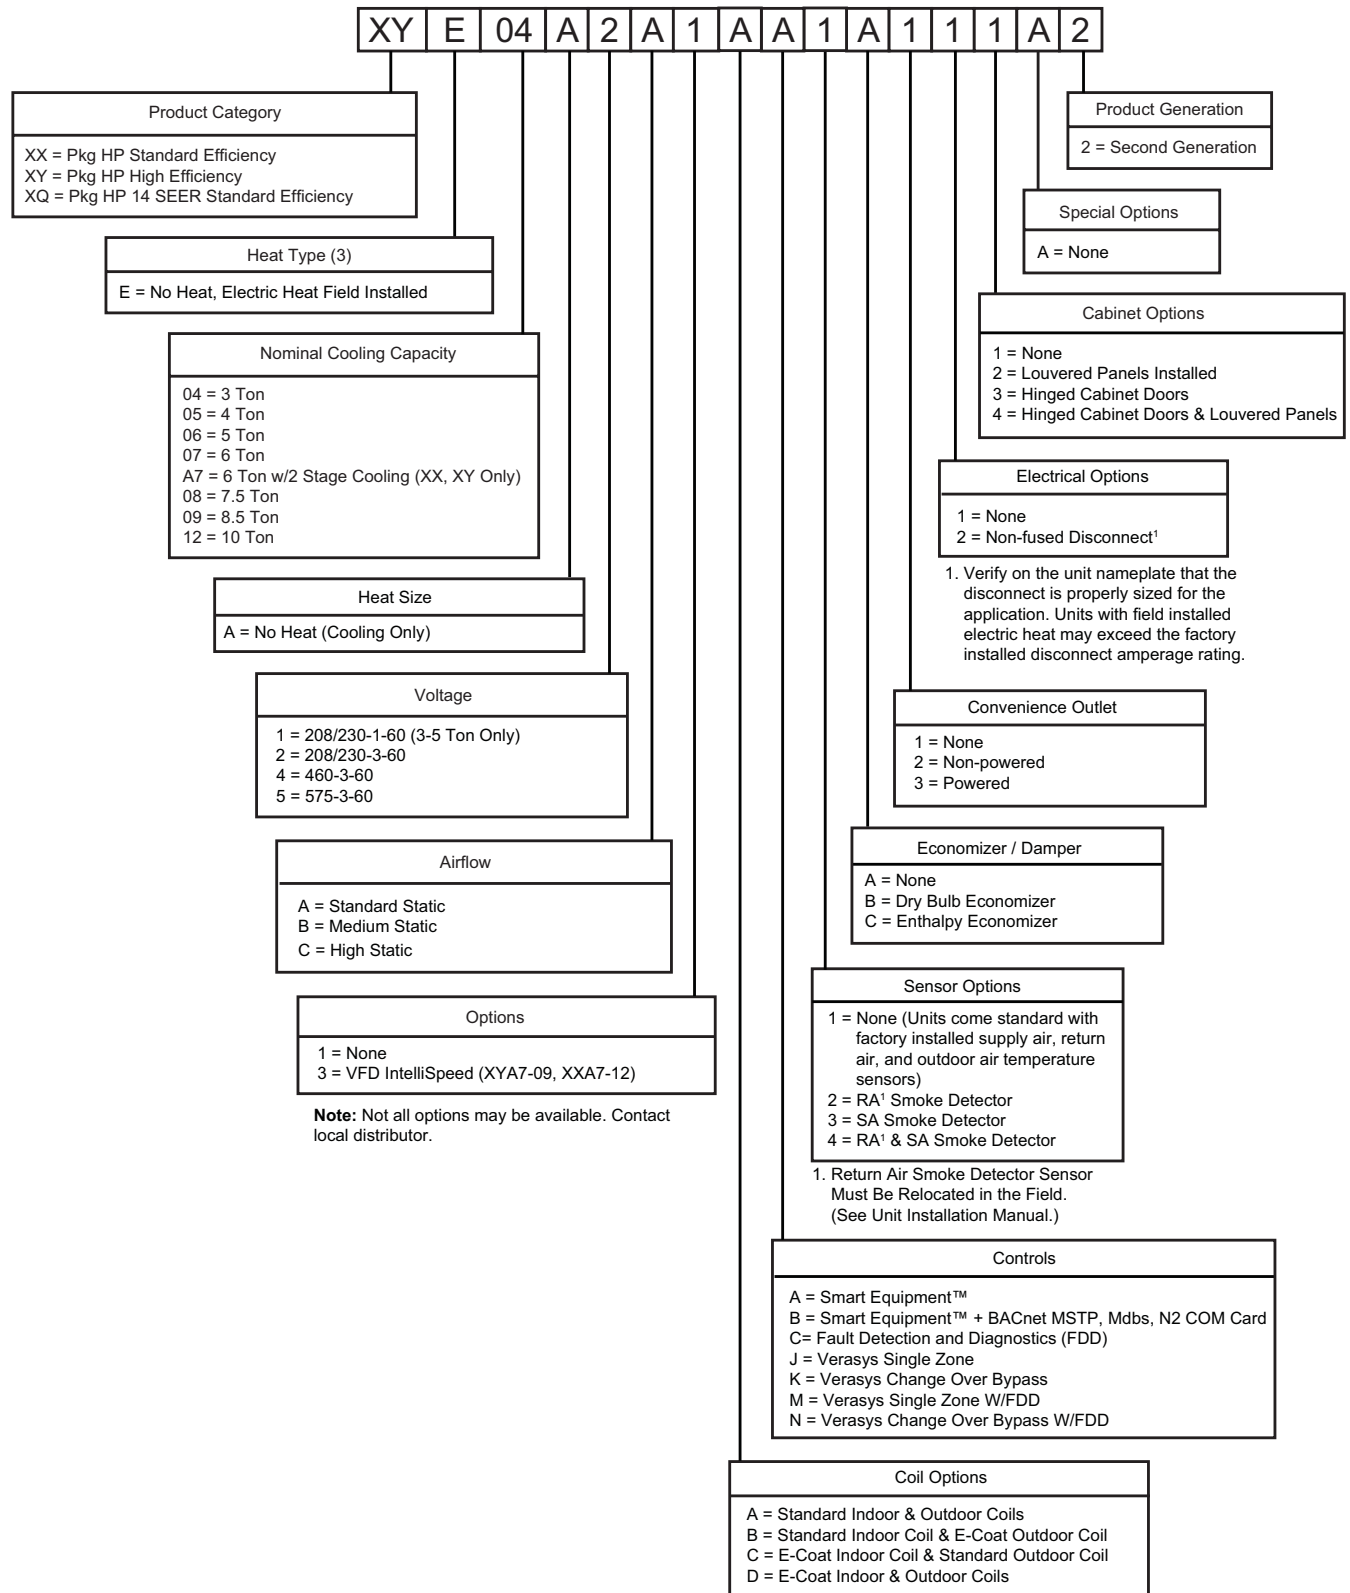 XY E 04 A 2 A 1 A A 1 A 1 1 1 A 2
Product Category
XX = Pkg HP Standard Efficiency
XY = Pkg HP High Efficiency
XQ = Pkg HP 14 SEER Standard Efficiency
Heat Type (3)
E = No Heat, Electric Heat Field Installed
Nominal Cooling Capacity
04 = 3 Ton
05 = 4 Ton
06 = 5 Ton
07 = 6 Ton
A7 = 6 Ton w/2 Stage Cooling (XX, XY Only)
08 = 7.5 Ton
09 = 8.5 Ton
12 = 10 Ton
Heat Size
A = No Heat (Cooling Only)
Voltage
1 = 208/230-1-60 (3-5 Ton Only)
2 = 208/230-3-60
4 = 460-3-60
5 = 575-3-60
Airflow
A = Standard Static
B = Medium Static
C = High Static
Options
1 = None
3 = VFD IntelliSpeed (XYA7-09, XXA7-12)
Note: Not all options may be available. Contact
local distributor.
Product Generation
2 = Second Generation
Special Options
A = None
Cabinet Options
1 = None
2 = Louvered Panels Installed
3 = Hinged Cabinet Doors
4 = Hinged Cabinet Doors & Louvered Panels
Electrical Options
1 = None
2 = Non-fused Disconnect¹
1. Verify on the unit nameplate that the
disconnect is properly sized for the
application. Units with field installed
electric heat may exceed the factory
installed disconnect amperage rating.
Convenience Outlet
1 = None
2 = Non-powered
3 = Powered
Economizer / Damper
A = None
B = Dry Bulb Economizer
C = Enthalpy Economizer
Sensor Options
1 = None (Units come standard with
factory installed supply air, return
air, and outdoor air temperature
sensors)
2 = RA¹ Smoke Detector
3 = SA Smoke Detector
4 = RA¹ & SA Smoke Detector
1. Return Air Smoke Detector Sensor
Must Be Relocated in the Field.
(See Unit Installation Manual.)
Controls
A = Smart Equipment™
B = Smart Equipment™ + BACnet MSTP, Mdbs, N2 COM Card
C= Fault Detection and Diagnostics (FDD)
J = Verasys Single Zone
K = Verasys Change Over Bypass
M = Verasys Single Zone W/FDD
N = Verasys Change Over Bypass W/FDD
Coil Options
A = Standard Indoor & Outdoor Coils
B = Standard Indoor Coil & E-Coat Outdoor Coil
C = E-Coat Indoor Coil & Standard Outdoor Coil
D = E-Coat Indoor & Outdoor Coils